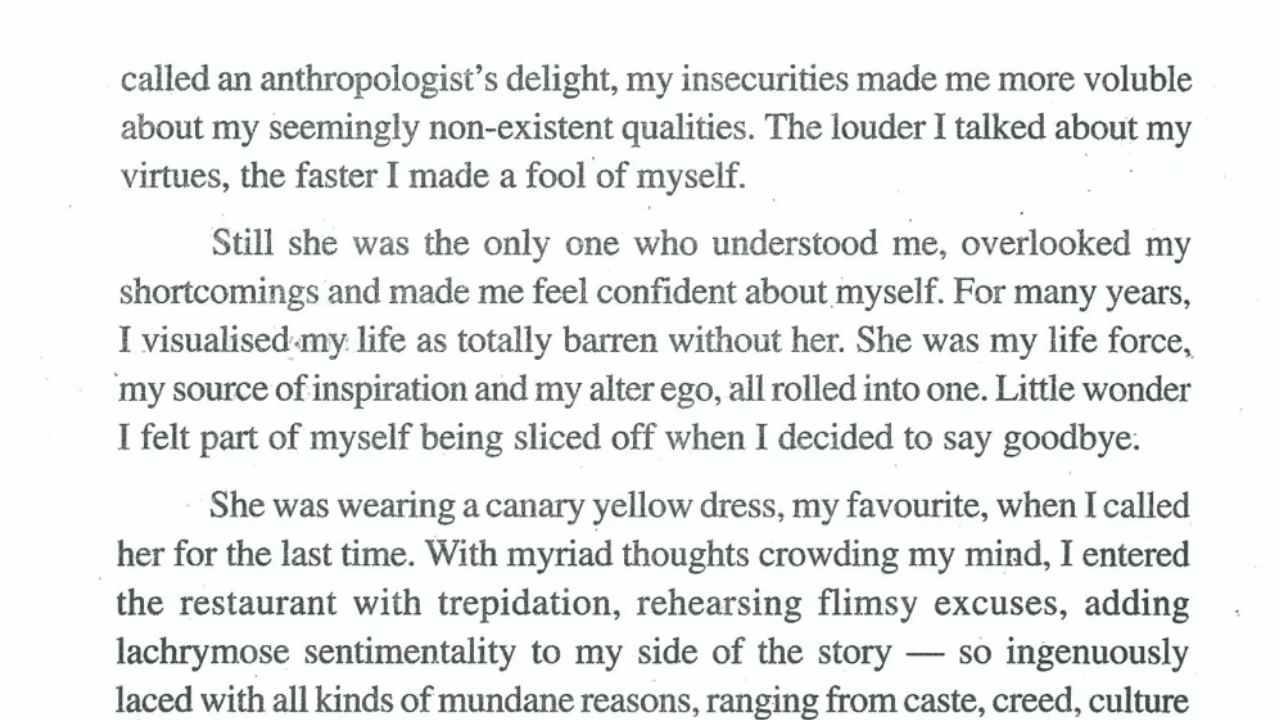 called an anthropologist’s delight, my insecurities made me more voluble
about my seemingly non-existent qualities. The louder I talked about my
virtues, the faster I made a fool of myself.
Still she was the only one who understood me, overlooked my
shortcomings and made me feel confident about myself. For many years,
I visualised my life as totally barren without her. She was my life force,
my source of inspiration and my alter ego, all rolled into one. Little wonder
I felt part of myself being sliced off when I decided to say goodbye.
She was wearing a canary yellow dress, my favourite, when I called
her for the last time. With myriad thoughts crowding my mind, I entered
the restaurant with trepidation, rehearsing flimsy excuses, adding
lachrymose sentimentality to my side of the story — so ingenuously
laced with all kinds of mundane reasons, ranging from caste, creed, culture